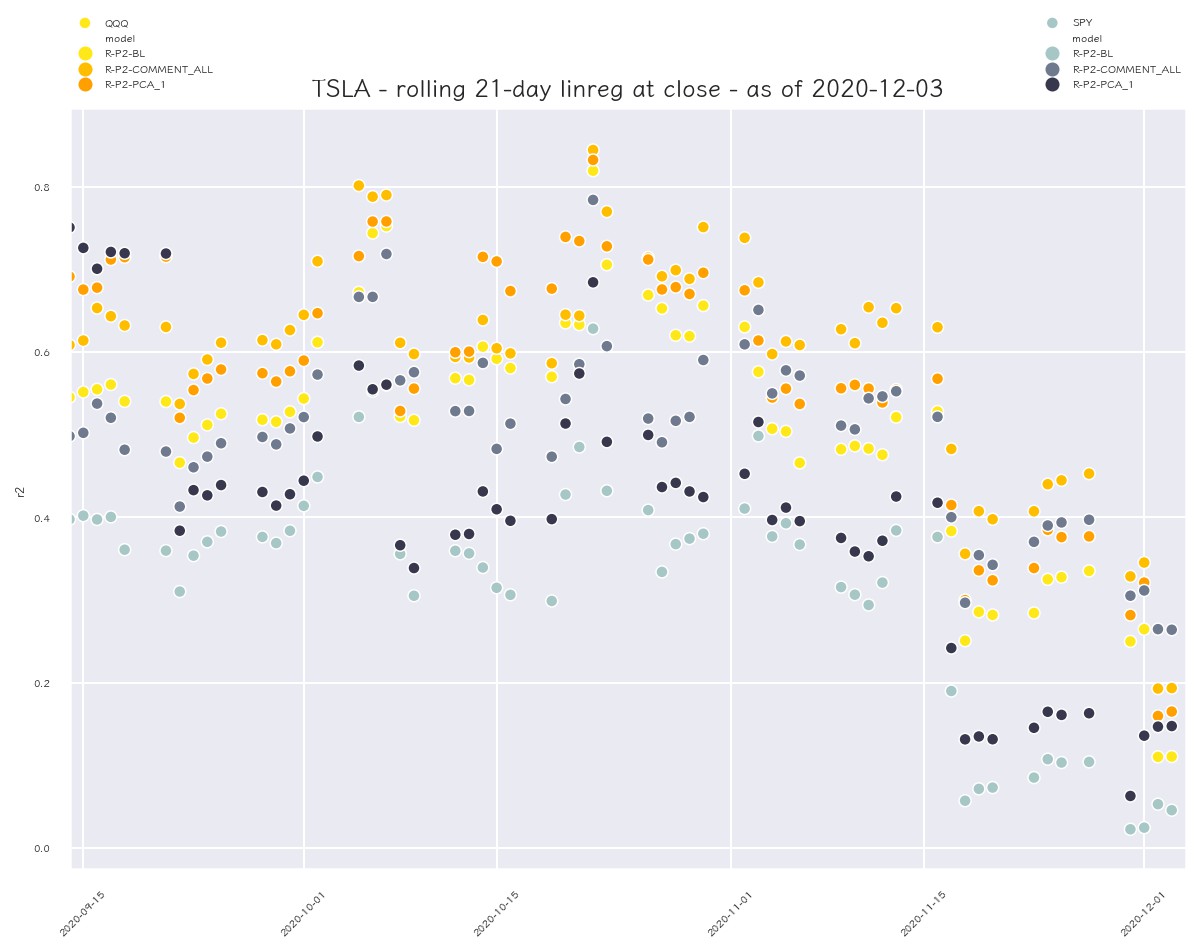 QQQ
model
R-P2-BL
R-P2-COMMENT_ALL
R-P2-PCA_1
SPY
model
R-P2-BL
R-P2-COMMENT_ALL
R-P2-PCA_1
TSLA - rolling 21-day linreg at close - as of 2020-12-03
r2
0.8
0.6
0.4
0.2
0.0
2020-09-15
2020-10-01
2020-10-15
2020-11-01
2020-11-15
2020-12-01